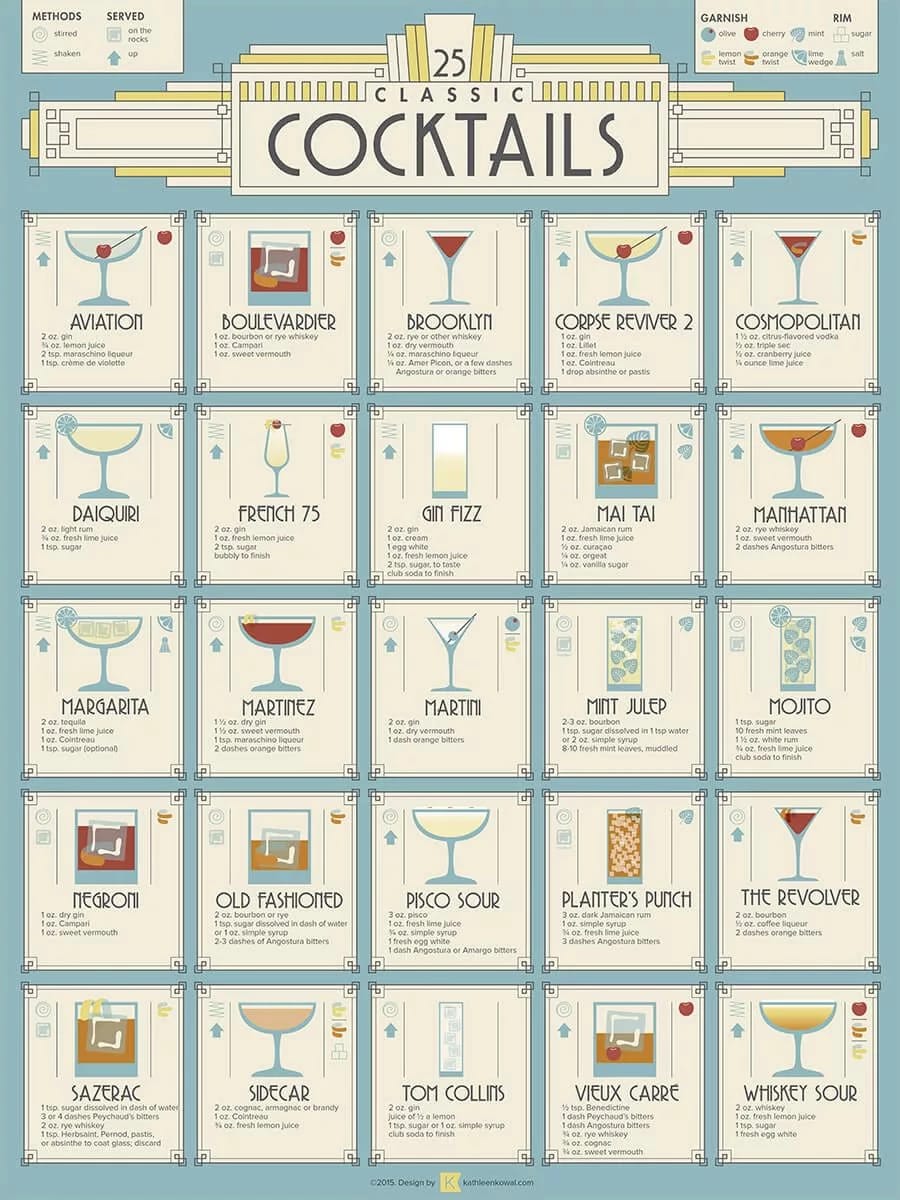 METHODS
stirred
shaken
SERVED
on the
rocks
up
25
CLASSIC
COCKTAILS
GARNISH
olive
cherry
mint
lemon
twist
orange
twist
lime
wedge
RIM
sugar
salt
AVIATION
2 oz. gin
¾ oz. lemon juice
2 tsp. maraschino liqueur
1 tsp. crème de violette
BOULEVARDIER
1 oz. bourbon or rye whiskey
1 oz. Campari
1 oz. sweet vermouth
BROOKLYN
2 oz. rye or other whiskey
1 oz. dry vermouth
¼ oz. maraschino liqueur
¼ oz. Amer Picon, or a few dashes
Angostura or orange bitters
CORPSE REVIVER 2
1 oz. gin
1 oz. Lillet
1 oz. fresh lemon juice
1 oz. Cointreau
1 drop absinthe or pastis
COSMOPOLITAN
1 ½ oz. citrus-flavored vodka
½ oz. triple sec
½ oz. cranberry juice
¼ ounce lime juice
DAIQUIRI
2 oz. light rum
¾ oz. fresh lime juice
1 tsp. sugar
FRENCH 75
2 oz. gin
1 oz. fresh lemon juice
2 tsp. sugar
bubbly to finish
GIN FIZZ
2 oz. gin
1 oz. cream
1 egg white
1 oz. fresh lemon juice
2 tsp. sugar, to taste
club soda to finish
MAI TAI
2 oz. Jamaican rum
1 oz. fresh lime juice
½ oz. curaçao
¼ oz. orgeat
¼ oz. vanilla sugar
MANHATTAN
2 oz. rye whiskey
1 oz. sweet vermouth
2 dashes Angostura bitters
MARGARITA
2 oz. tequila
1 oz. fresh lime juice
1 oz. Cointreau
1 tsp. sugar (optional)
MARTINEZ
1 ½ oz. dry gin
1 ½ oz. sweet vermouth
1 tsp. maraschino liqueur
2 dashes orange bitters
MARTINI
2 oz. gin
1 oz. dry vermouth
1 dash orange bitters
MINT JULEP
2-3 oz. bourbon
1 tsp. sugar dissolved in 1 tsp water
or 2 oz. simple syrup
8-10 fresh mint leaves, muddled
MOJITO
1 tsp. sugar
10 fresh mint leaves
1 ½ oz. white rum
¾ oz. fresh lime juice
club soda to finish
NEGRONI
1 oz. dry gin
1 oz. Campari
1 oz. sweet vermouth
OLD FASHIONED
2 oz. bourbon or rye
1 tsp. sugar dissolved in dash of water
or 1 oz. simple syrup
2-3 dashes of Angostura bitters
PISCO SOUR
3 oz. pisco
1 oz. fresh lime juice
¾ oz. simple syrup
1 fresh egg white
1 dash Angostura or Amargo bitters
PLANTER'S PUNCH
3 oz. dark Jamaican rum
1 oz. simple syrup
¾ oz. fresh lime juice
3 dashes Angostura bitters
THE REVOLVER
2 oz. bourbon
½ oz. coffee liqueur
2 dashes orange bitters
SAZERAC
1 tsp. sugar dissolved in dash of water
3 or 4 dashes Peychaud's bitters
2 oz. rye whiskey
1 tsp. Herbsaint, Pernod, pastis,
or absinthe to coat glass; discard
SIDECAR
2 oz. cognac, armagnac or brandy
1 oz. Cointreau
¾ oz. fresh lemon juice
TOM COLLINS
2 oz. gin
juice of ½ a lemon
1 tsp. sugar or 1 oz. simple syrup
club soda to finish
VIEUX CARRÉ
½ tsp. Benedictine
1 dash Peychaud's bitters
1 dash Angostura bitters
¾ oz. rye whiskey
¾ oz. cognac
¾ oz. sweet vermouth
WHISKEY SOUR
2 oz. whiskey
1 oz. fresh lemon juice
1 tsp. sugar
1 fresh egg white
©2015. Design by K kathleenkowal.com